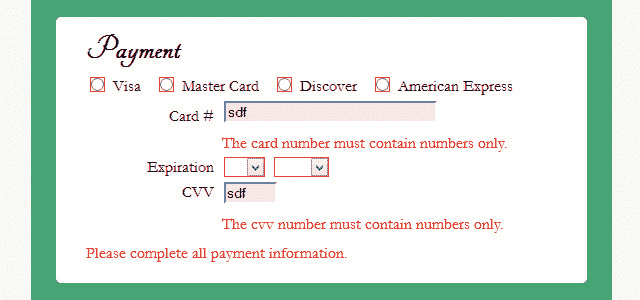 Payment
Visa Master Card Discover American Express
Card # sdf
The card number must contain numbers only.
Expiration
CVV sdf
The cvv number must contain numbers only.
Please complete all payment information.